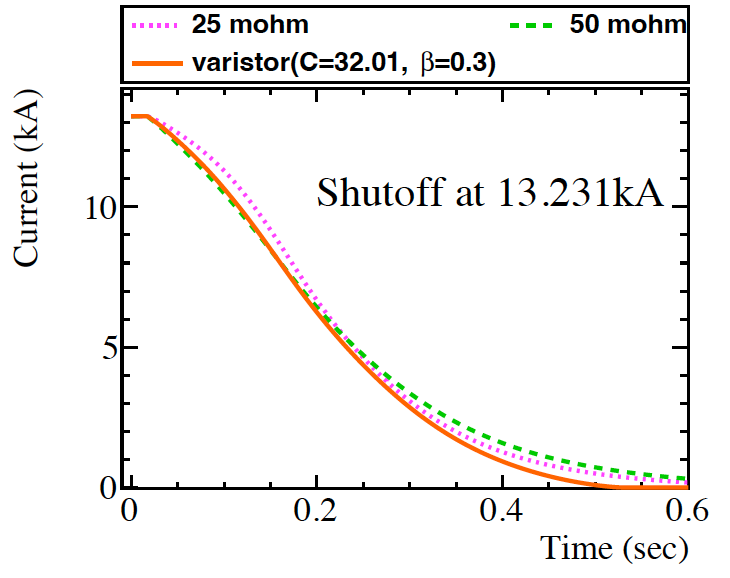 25 mohm
50 mohm
varistor(C=32.01, β=0.3)
Current (kA)
Shutoff at 13.231kA
10
5
0
0
0.2
0.4
0.6
Time (sec)